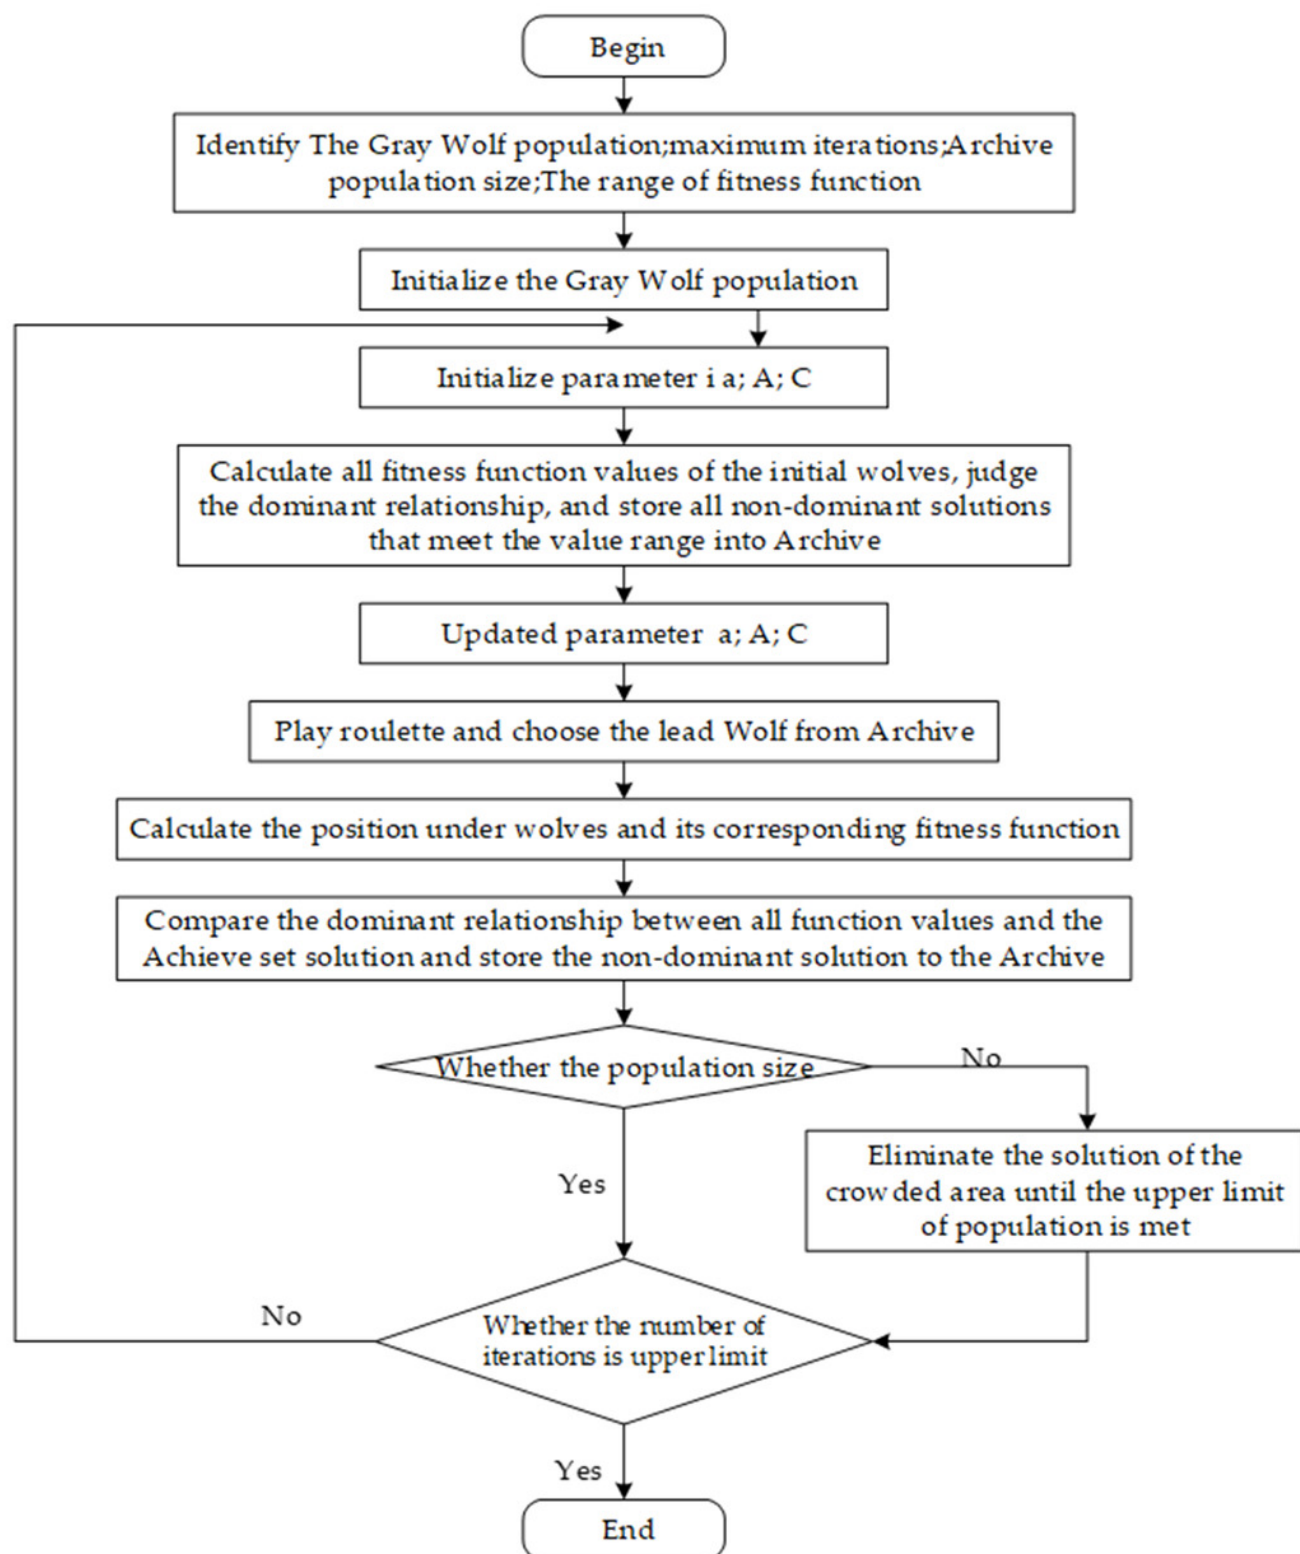 Begin
Identify The Gray Wolf population;maximum iterations;Archive
population size;The range of fitness function
Initialize the Gray Wolf population
Initialize parameter i a; A; C
Calculate all fitness function values of the initial wolves, judge
the dominant relationship, and store all non-dominant solutions
that meet the value range into Archive
Updated parameter a; A; C
Play roulette and choose the lead Wolf from Archive
Calculate the position under wolves and its corresponding fitness function
Compare the dominant relationship between all function values and the
Achieve set solution and store the non-dominant solution to the Archive
Whether the population size
No
Yes
Eliminate the solution of the
crowded area until the upper limit
of population is met
No
Whether the number of
iterations is upper limit
Yes
End